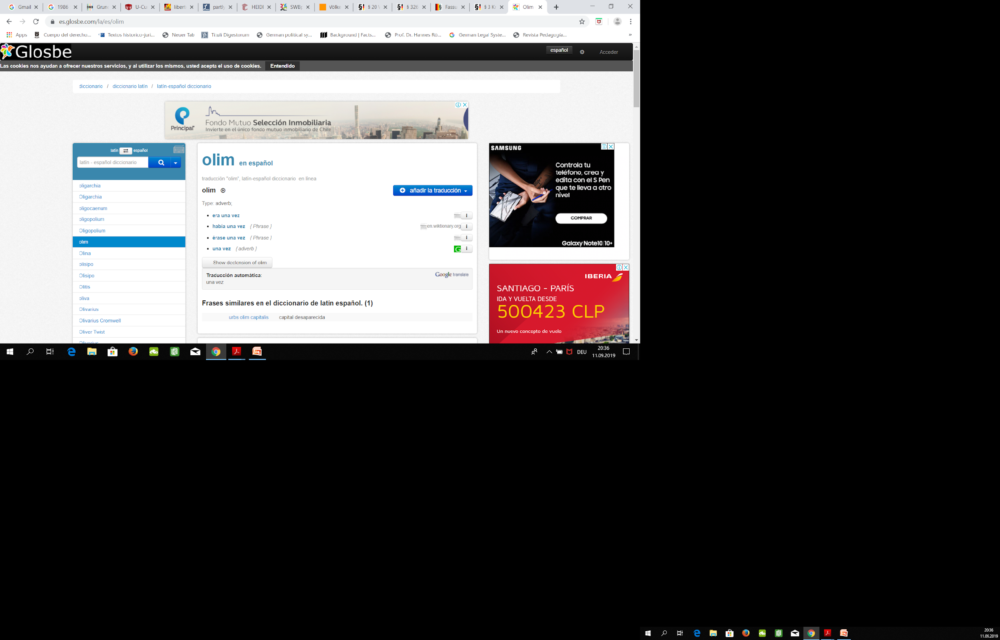 Gmail
1986
U-Cu
libert
partly
HEIDI
SWBp
Völke
§ 20 V
§ 326
Fassu
§ 3 Kr
Olim
es.glosbe.com/la/es/olim
Apps
Cuerpo del derecho...
Textos historico-juri...
Neuer Tab
Tituli Digestorum
German political sy...
Background | Facts...
Prof. Dr. Hannes Rö...
German Legal Syste...
Revista Pedagogía...
»
Glosbe
español
Acceder
Las cookies nos ayudan a ofrecer nuestros servicios, y al utilizar los mismos, usted acepta el uso de cookies. Entendido
diccionario / diccionario latín / latín-español diccionario
Principal
Fondo Mutuo Selección Inmobiliaria
Invierte en el único fondo mutuo inmobiliario de Chile
latín español
latín - español diccionario
oligarchia
Oligarchia
oligocaenum
oligopolium
Oligopolium
olim
Olina
olisipo
Olisipo
Olitis
oliva
Olivarius
Olivarius Cromwell
Oliver Twist
olim en español
traducción "olim", latín-español diccionario en línea
olim
añadir la traducción
Type: adverb;
era una vez
había una vez { Phrase } en.wiktionary.org
érase una vez { Phrase }
una vez { adverb }
Show declension of olim
Traducción automática: Google translate
una vez
Frases similares en el diccionario de latín español. (1)
urbs olim capitalis capital desaparecida
SAMSUNG
Controla tu
teléfono, crea y
edita con el S Pen
que te lleva a otro
nivel
COMPRAR
Galaxy Note10|10+
IBERIA
SANTIAGO - PARÍS
IDA Y VUELTA DESDE
500423 CLP
Un nuevo concepto de vuelo
DEU
20:36
11.09.2019
20:36
11.09.2019